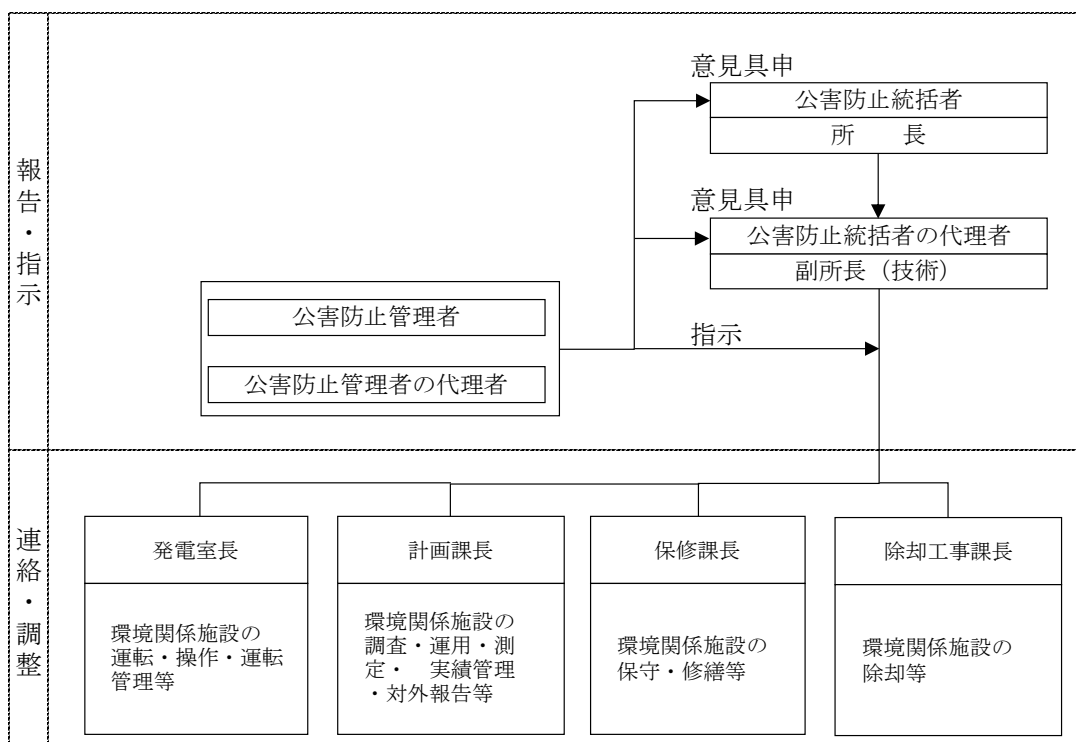 報告・指示
意見具申
公害防止統括者
所　　長
意見具申
公害防止統括者の代理者
副所長（技術）
公害防止管理者
指示
公害防止管理者の代理者
連絡・調整
発電室長
環境関係施設の
運転・操作・運転
管理等
計画課長
環境関係施設の
調査・運用・測
定・　実績管理
・対外報告等
保修課長
環境関係施設の
保守・修繕等
除却工事課長
環境関係施設の
除却等